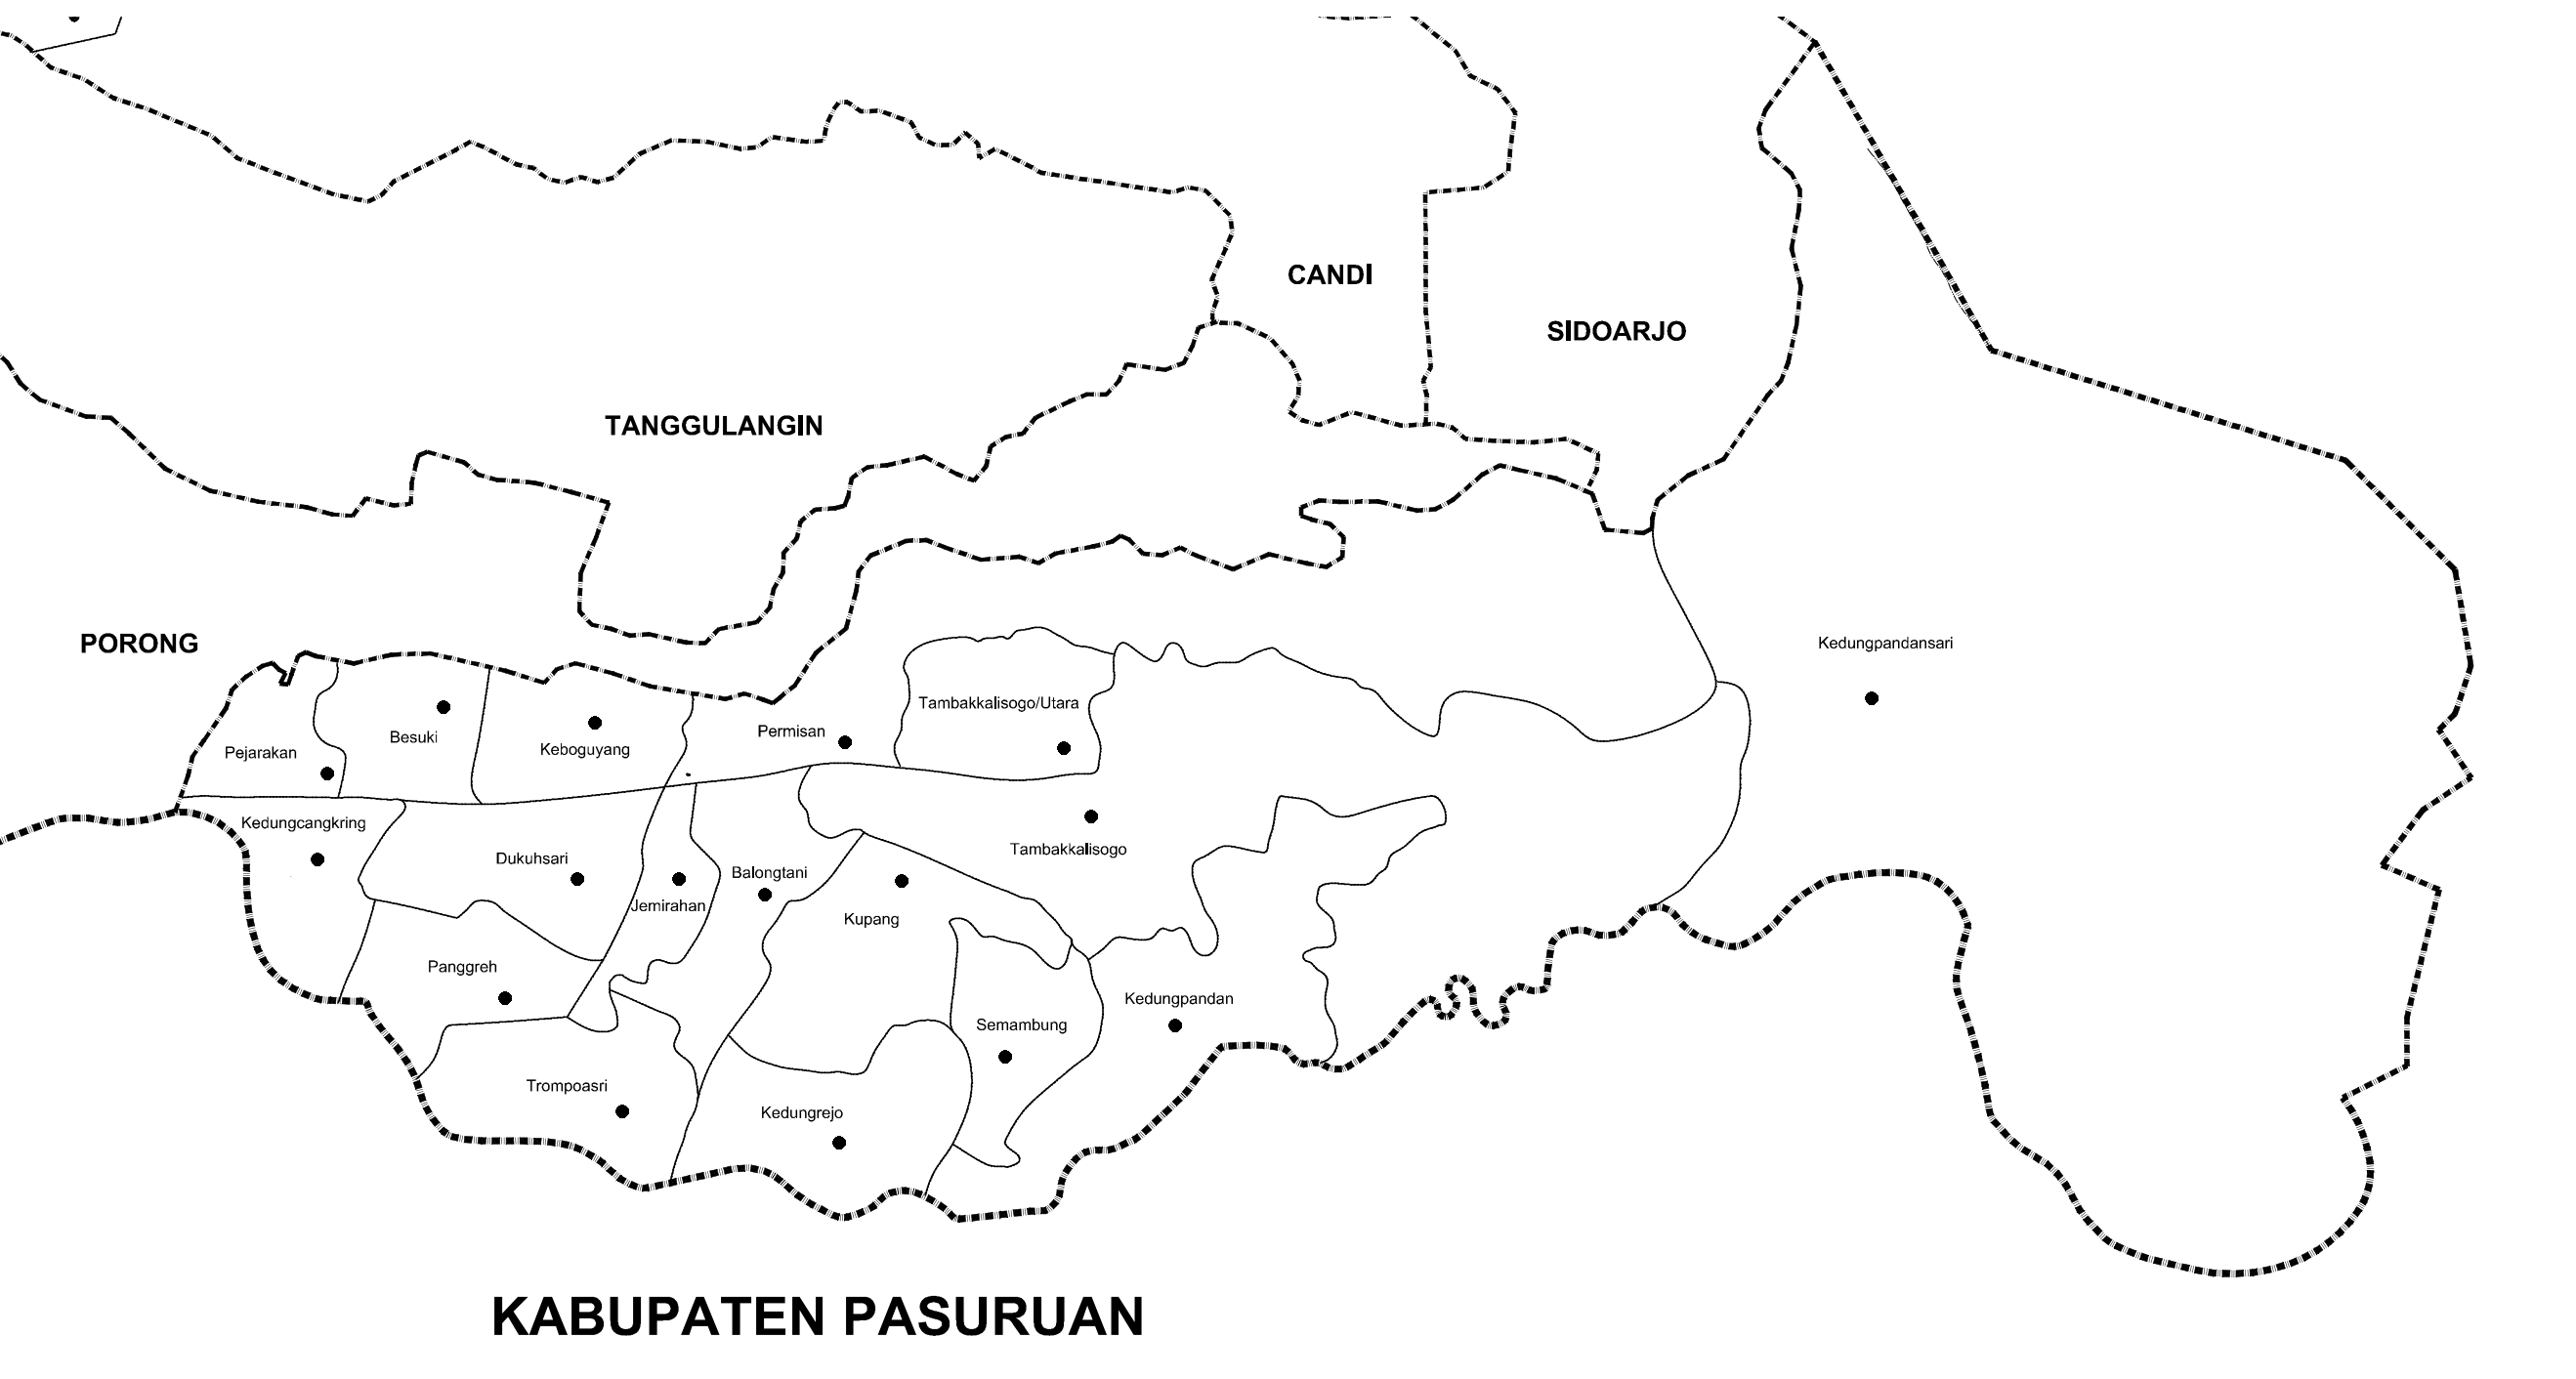 CANDI
SIDOARJO
TANGGULANGIN
PORONG
Kedungpandansari
Tambakkalisogo/Utara
Permisan
Besuki
Keboguyang
Pejarakan
Kedungcangkring
Tambakkalisogo
Dukuhsari
Balongtani
Jemirahan
Kupang
Panggreh
Kedungpandan
Semambung
Trompoasri
Kedungrejo
KABUPATEN PASURUAN